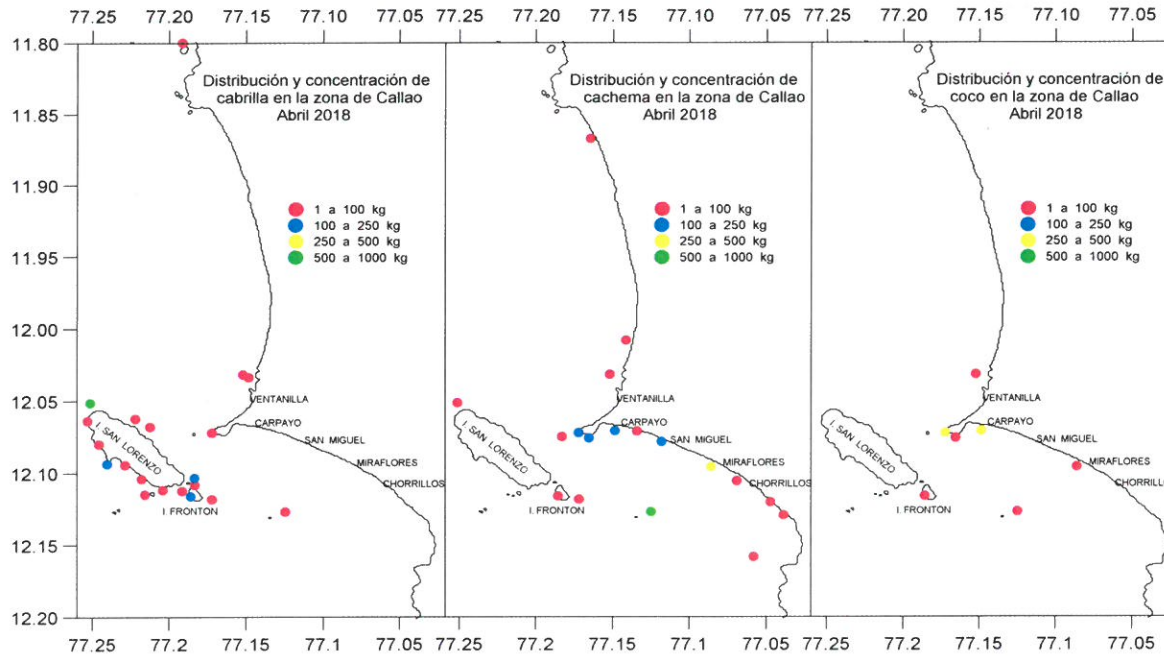 77.25 77.20 77.15 77.10 77.05 77.25 77.20 77.15 77.10 77.05 77.25 77.20 77.15 77.10 77.05
11.80
11.85
11.90
11.95
12.00
12.05
12.10
12.15
12.20
Distribución y concentración de
cabrilla en la zona de Callao
Abril 2018
1 a 100 kg
100 a 250 kg
250 a 500 kg
500 a 1000 kg
VENTANILLA
CARPAYO
SAN MIGUEL
MIRAFLORES
CHORRILLOS
I. SAN LORENZO
I. FRONTON
Distribución y concentración de
cachema en la zona de Callao
Abril 2018
1 a 100 kg
100 a 250 kg
250 a 500 kg
500 a 1000 kg
VENTANILLA
CARPAYO
SAN MIGUEL
MIRAFLORES
CHORRILLOS
I. SAN LORENZO
I. FRONTON
Distribución y concentración de
coco en la zona de Callao
Abril 2018
1 a 100 kg
100 a 250 kg
250 a 500 kg
500 a 1000 kg
VENTANILLA
CARPAYO
SAN MIGUEL
MIRAFLORES
CHORRILLOS
I. SAN LORENZO
I. FRONTON
77.25 77.20 77.15 77.10 77.05 77.25 77.20 77.15 77.10 77.05 77.25 77.2 77.15 77.10 77.05